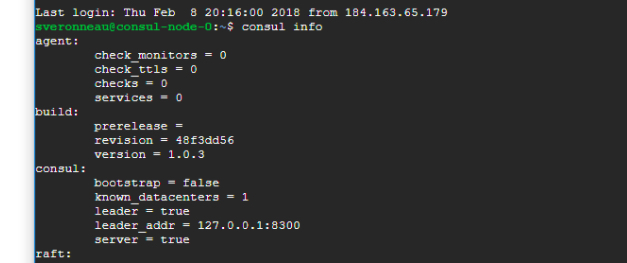 Last login: Thu Feb  8 20:16:00 2018 from 184.163.65.179
sveronneau@consul-node-0:~$ consul info
agent:
        check_monitors = 0
        check_ttls = 0
        checks = 0
        services = 0
build:
        prerelease =
        revision = 48f3dd56
        version = 1.0.3
consul:
        bootstrap = false
        known_datacenters = 1
        leader = true
        leader_addr = 127.0.0.1:8300
        server = true
raft: